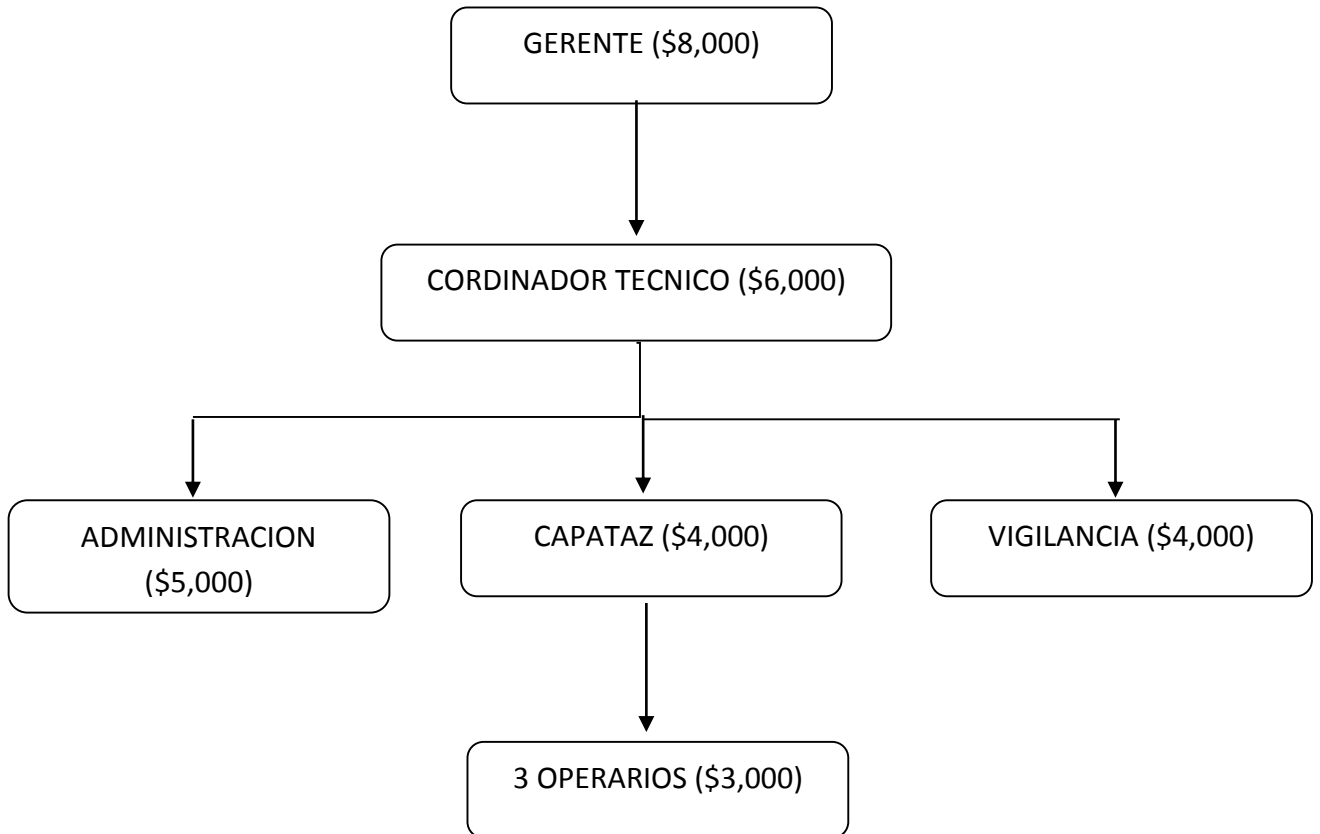 GERENTE ($8,000)
CORDINADOR TECNICO ($6,000)
ADMINISTRACION
($5,000)
CAPATAZ ($4,000)
VIGILANCIA ($4,000)
3 OPERARIOS ($3,000)